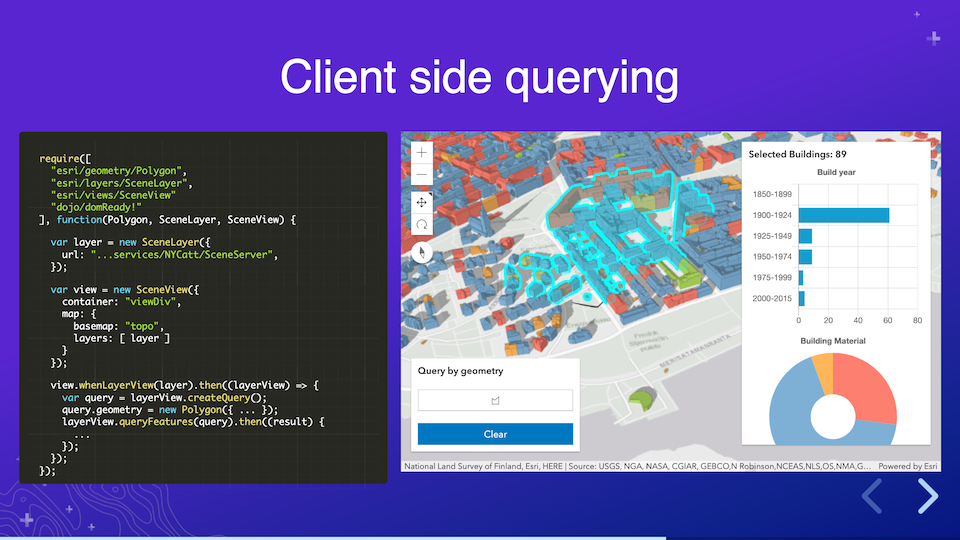 Client side querying
require([
"esri/geometry/Polygon",
"esri/layers/SceneLayer",
"esri/views/SceneView"
"dojo/domReady!"
], function(Polygon, SceneLayer, SceneView) {
var layer = new SceneLayer({
url: "...services/NYCatt/SceneServer",
});
var view = new SceneView({
container: "viewDiv",
map: {
basemap: "topo",
layers: [ layer ]
}
});
view.whenLayerView(layer).then((layerView) => {
var query = layerView.createQuery();
query.geometry = new Polygon({ ... });
layerView.queryFeatures(query).then((result) {
...
});
});
});
MERISATAMANRANTA
Query by geometry
Clear
Selected Buildings: 89
Build year
1850-1899
1900-1924
1925-1949
1950-1974
1975-1999
2000-2015
0 20 40 60 80
Building Material
National Land Survey of Finland, Esri, HERE | Source: USGS, NGA, NASA, CGIAR, GEBCO,N Robinson,NCEAS,NLS,OS,NMA,G... Powered by Esri